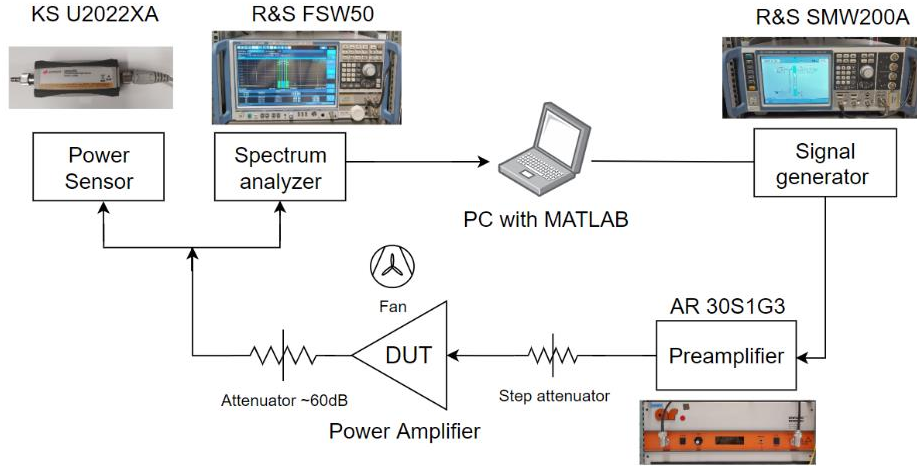 KS U2022XA
R&S FSW50
R&S SMW200A
Power
Sensor
Spectrum
analyzer
Signal
generator
PC with MATLAB
Fan
AR 30S1G3
DUT
Preamplifier
Attenuator ~60dB
Step attenuator
Power Amplifier